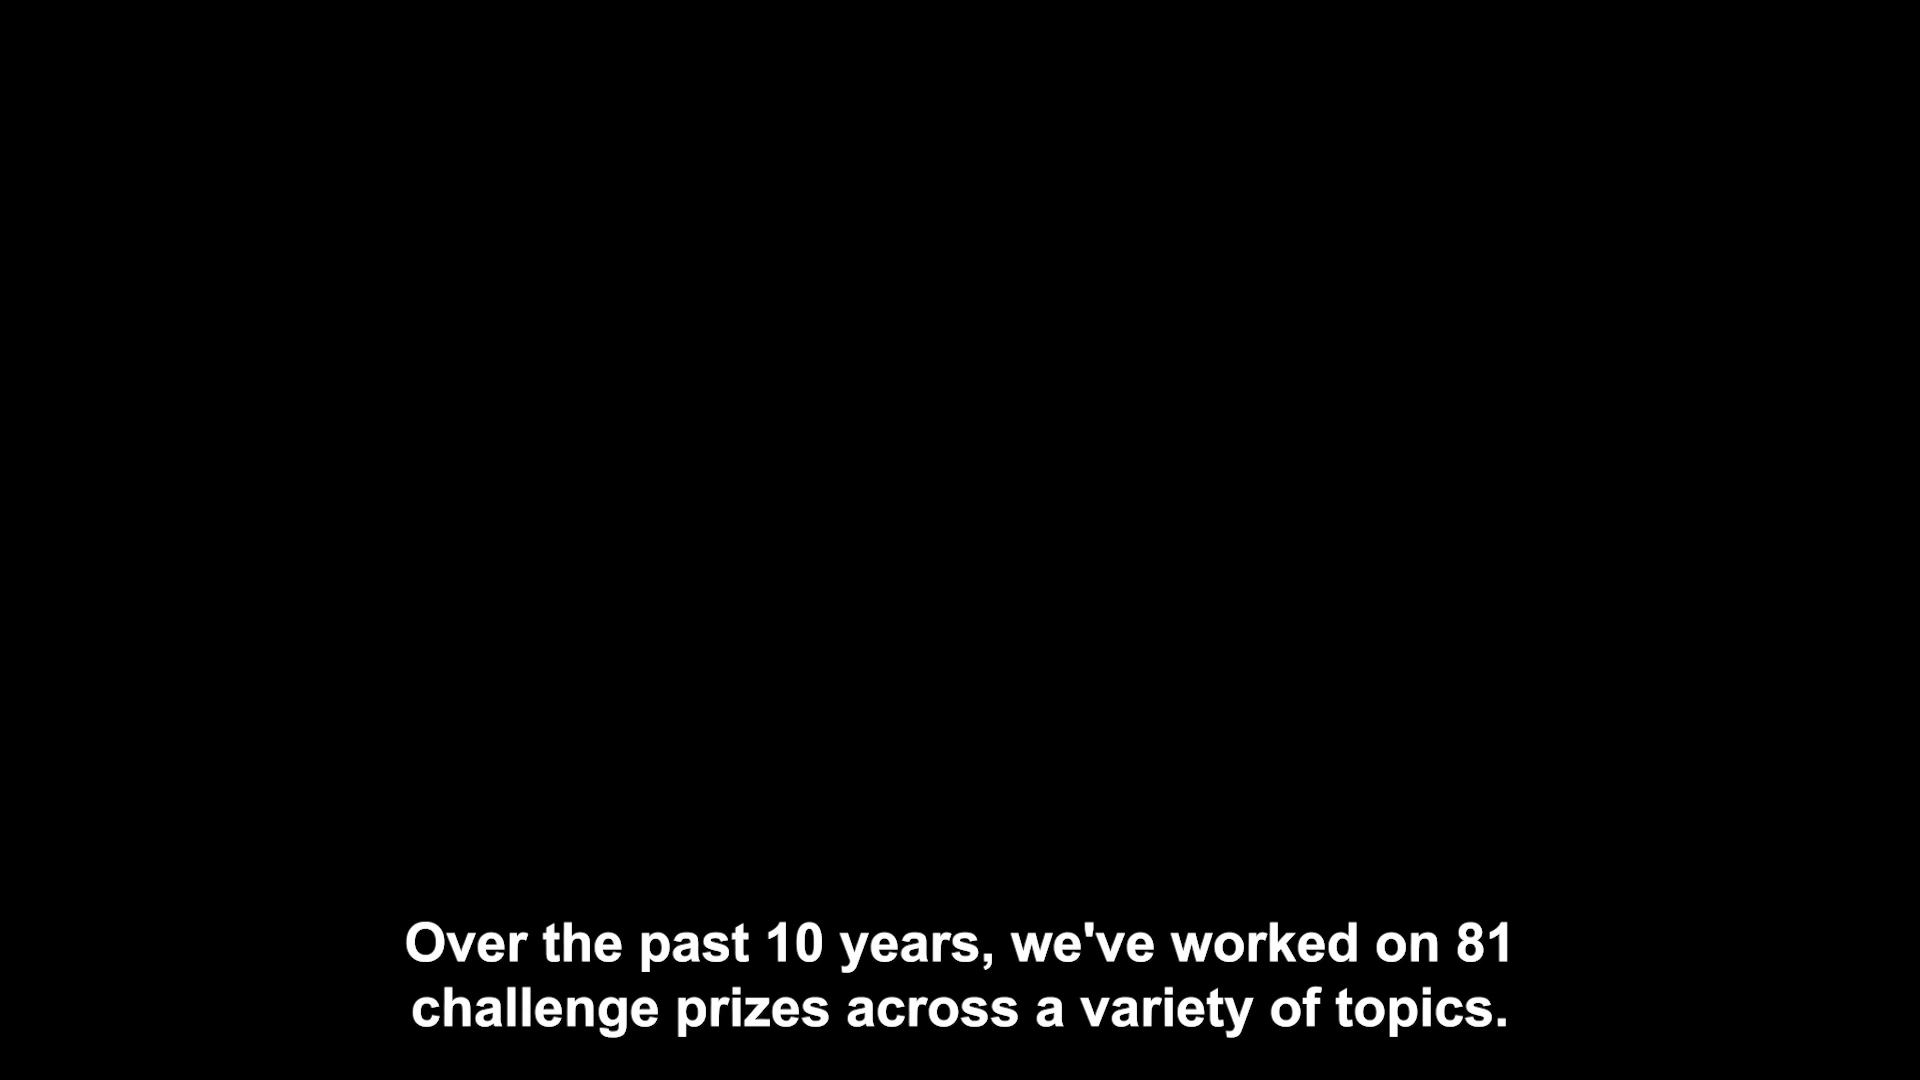 Over the past 10 years, we've worked on 81
challenge prizes across a variety of topics.